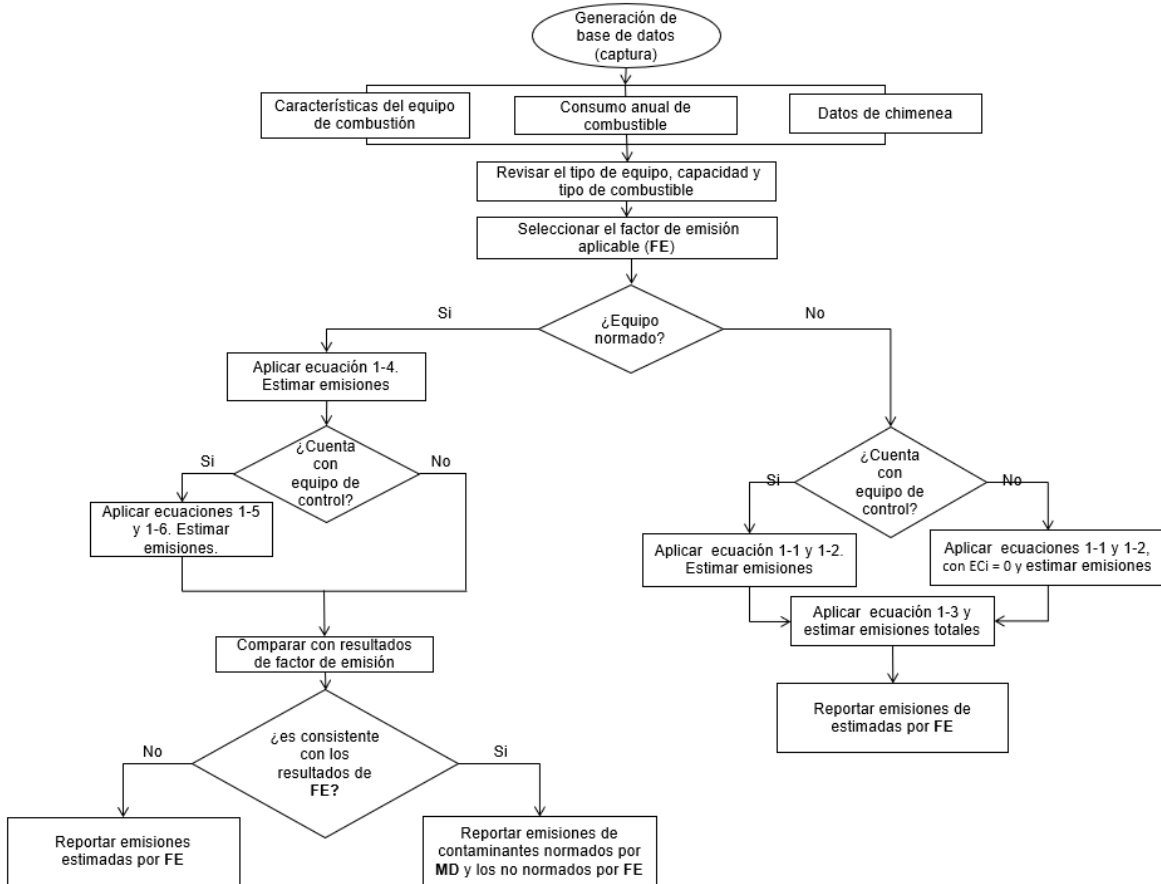 Generación de
base de datos
(captura)
Características del equipo
de combustión
Consumo anual de
combustible
Datos de chimenea
Revisar el tipo de equipo, capacidad y
tipo de combustible
Seleccionar el factor de emisión
aplicable (FE)
¿Equipo
normado?
Si
No
Aplicar ecuación 1-4.
Estimar emisiones
¿Cuenta
con
equipo de
control?
Si
No
Aplicar ecuaciones 1-5
y 1-6. Estimar
emisiones.
Comparar con resultados
de factor de emisión
¿es consistente
con los
resultados de
FE?
No
Si
Reportar emisiones
estimadas por FE
Reportar emisiones de
contaminantes normados por
MD y los no normados por FE
¿Cuenta
con
equipo de
control?
Si
No
Aplicar ecuación 1-1 y 1-2.
Estimar emisiones
Aplicar ecuaciones 1-1 y 1-2,
con ECi = 0 y estimar emisiones
Aplicar ecuación 1-3 y
estimar emisiones totales
Reportar emisiones de
estimadas por FE